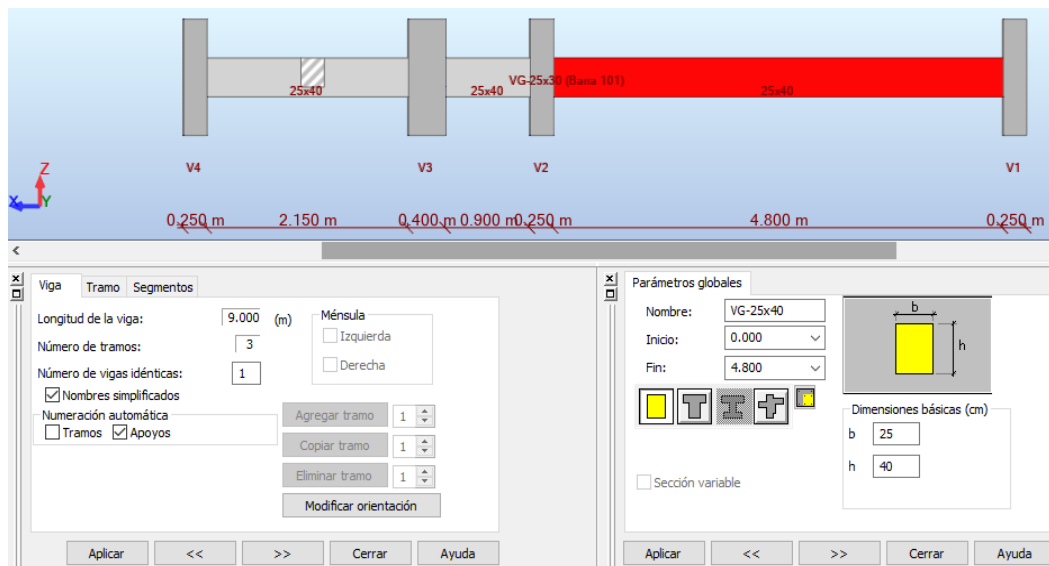 25x40
25x40
VG-25x30 (Barra 101)
25x40
V4
V3
V2
V1
Z
X
Y
0.250 m
2.150 m
0.400 m
0.900 m
0.250 m
4.800 m
0.250 m
Viga
Tramo
Segmentos
Longitud de la viga:
9.000
(m)
Número de tramos:
3
Número de vigas idénticas:
1
Nombres simplificados
Numeración automática
Tramos
Apoyos
Ménsula
Izquierda
Derecha
Agregar tramo
1
Copiar tramo
1
Eliminar tramo
1
Modificar orientación
Aplicar
<<
>>
Cerrar
Ayuda
Parámetros globales
Nombre:
VG-25x40
Inicio:
0.000
Fin:
4.800
b
h
Dimensiones básicas (cm)
b
25
h
40
Sección variable
Aplicar
<<
>>
Cerrar
Ayuda